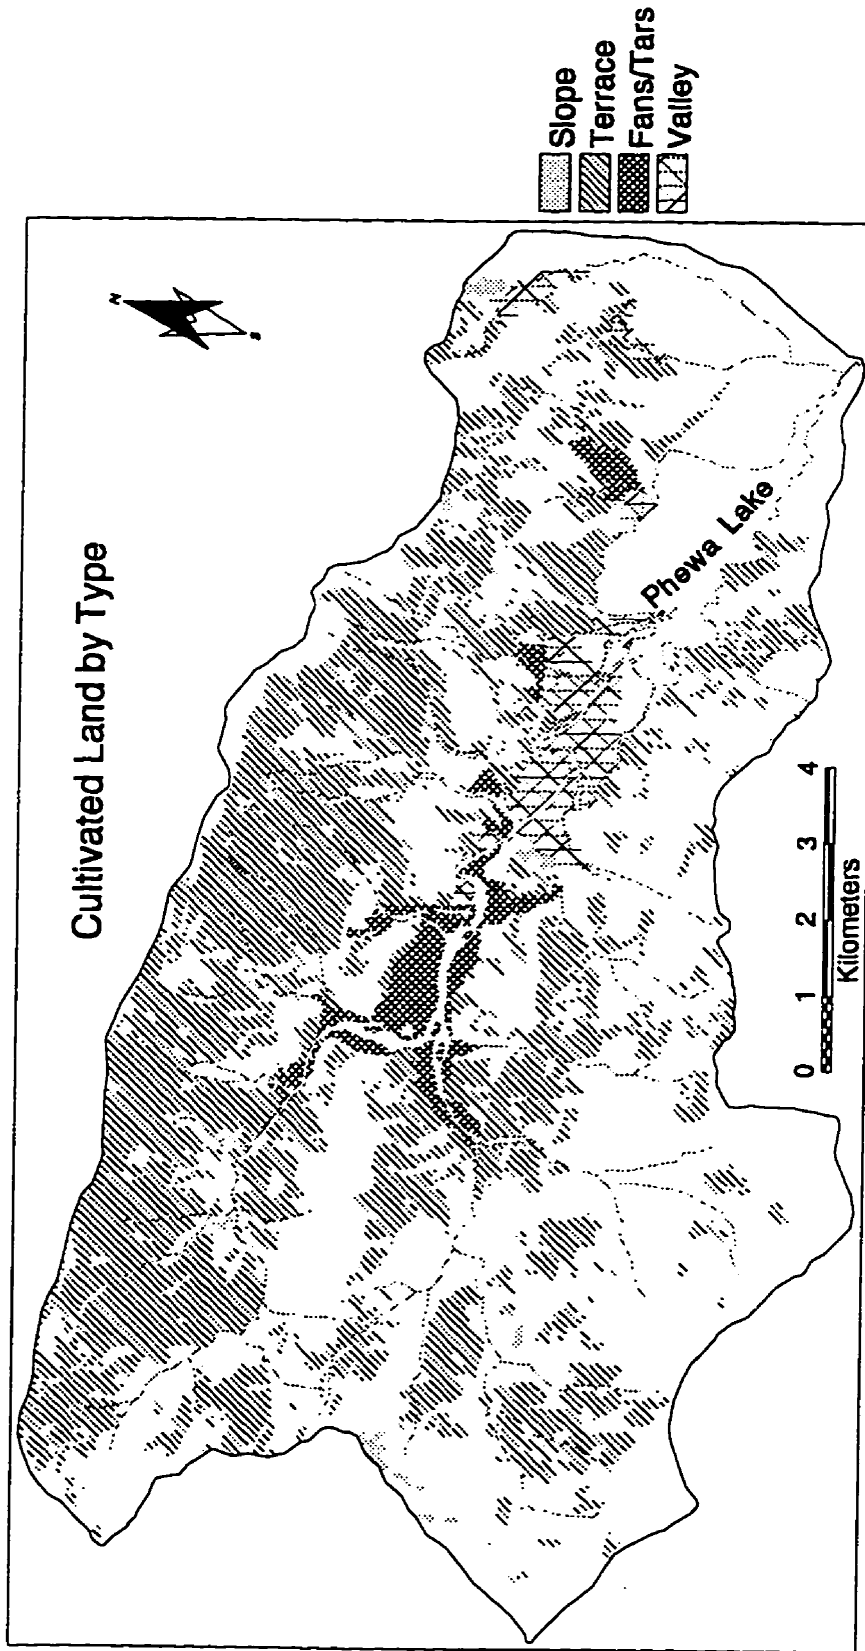 Cultivated Land by Type
N
S
Phewa Lake
0 1 2 3 4
Kilometers
Slope
Terrace
Fans/Tars
Valley